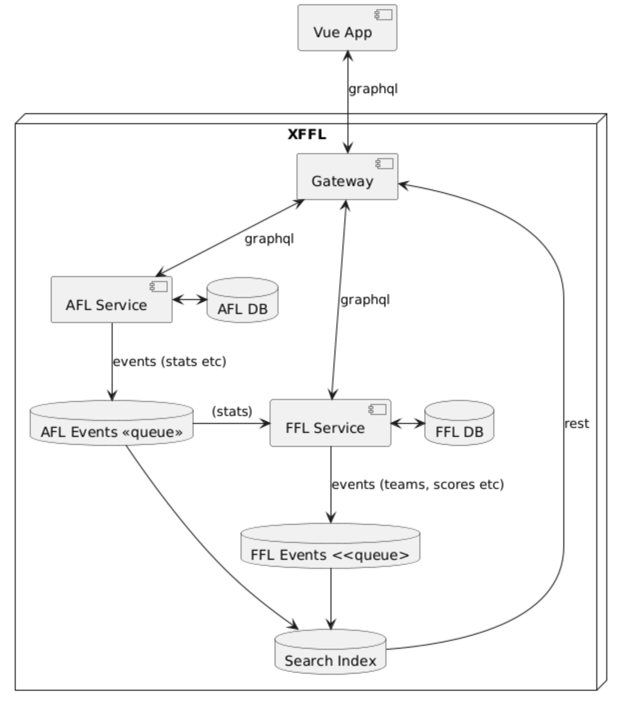 Vue App
graphql
XFFL
Gateway
graphql
graphql
AFL Service
AFL DB
events (stats etc)
AFL Events «queue»
(stats)
FFL Service
FFL DB
rest
events (teams, scores etc)
FFL Events <<queue>
Search Index